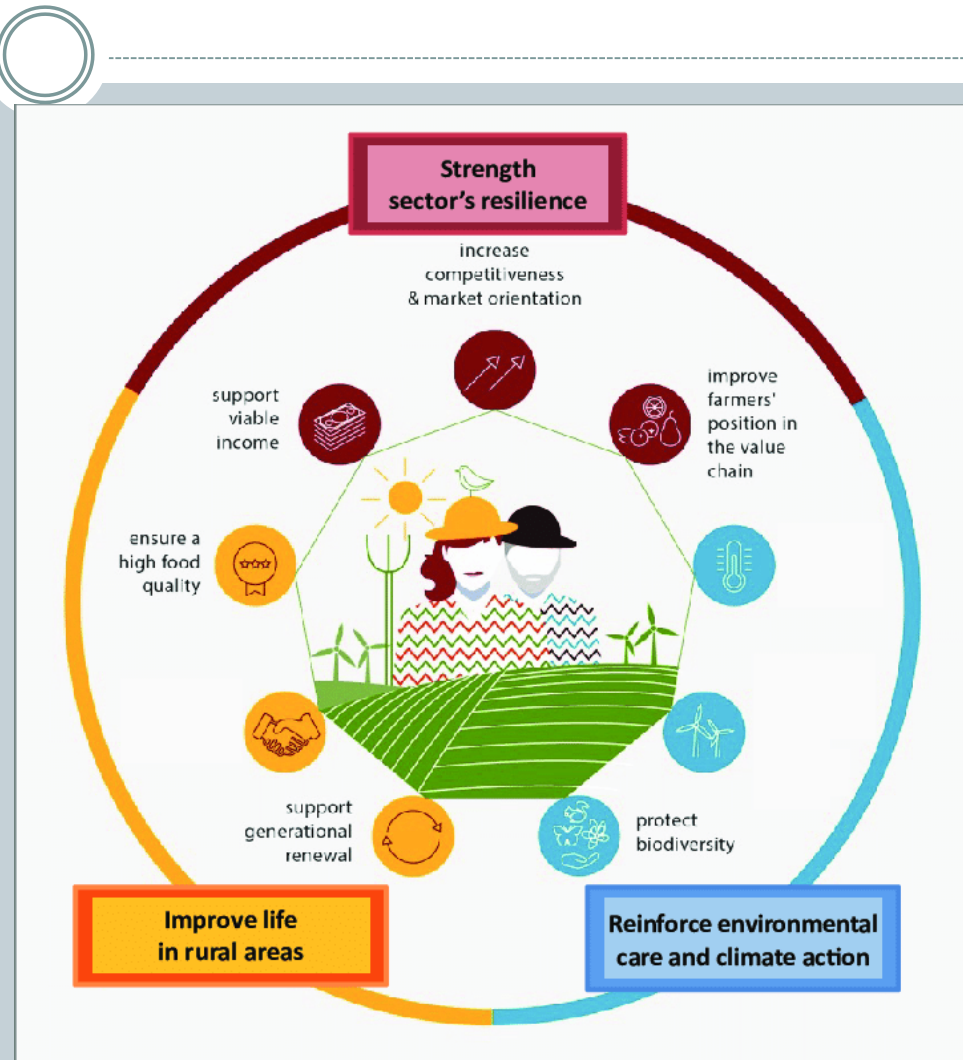 Strength
sector's resilience
increase
competitiveness
& market orientation
support
viable
income
improve
farmers'
position in
the value
chain
ensure a
high food
quality
support
generational
renewal
protect
biodiversity
Improve life
in rural areas
Reinforce environmental
care and climate action